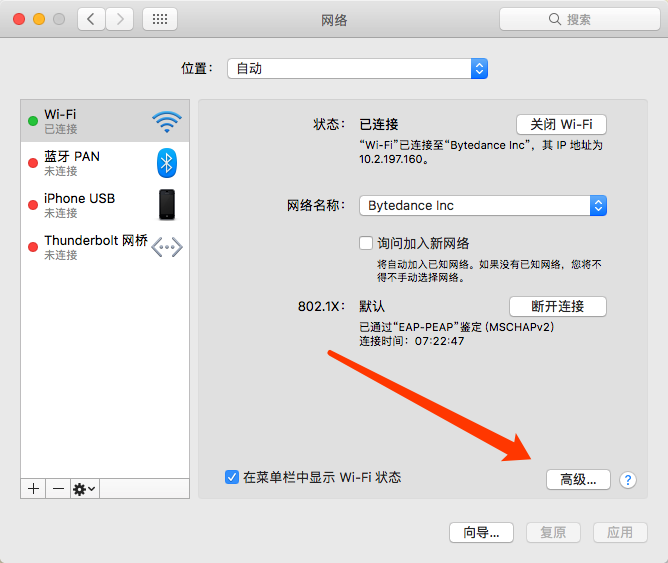 网络
搜索
位置： 自动
Wi-Fi
已连接
蓝牙 PAN
未连接
iPhone USB
未连接
Thunderbolt 网桥
未连接
状态： 已连接 关闭 Wi-Fi
“Wi-Fi”已连接至“Bytedance Inc”，其 IP 地址为
10.2.197.160。
网络名称： Bytedance Inc
询问加入新网络
将自动加入已知网络。如果没有已知网络，您将不
得不手动选择网络。
802.1X： 默认 断开连接
已通过“EAP-PEAP”鉴定 (MSCHAPv2)
连接时间：07:22:47
在菜单栏中显示 Wi-Fi 状态 高级... ?
向导... 复原 应用